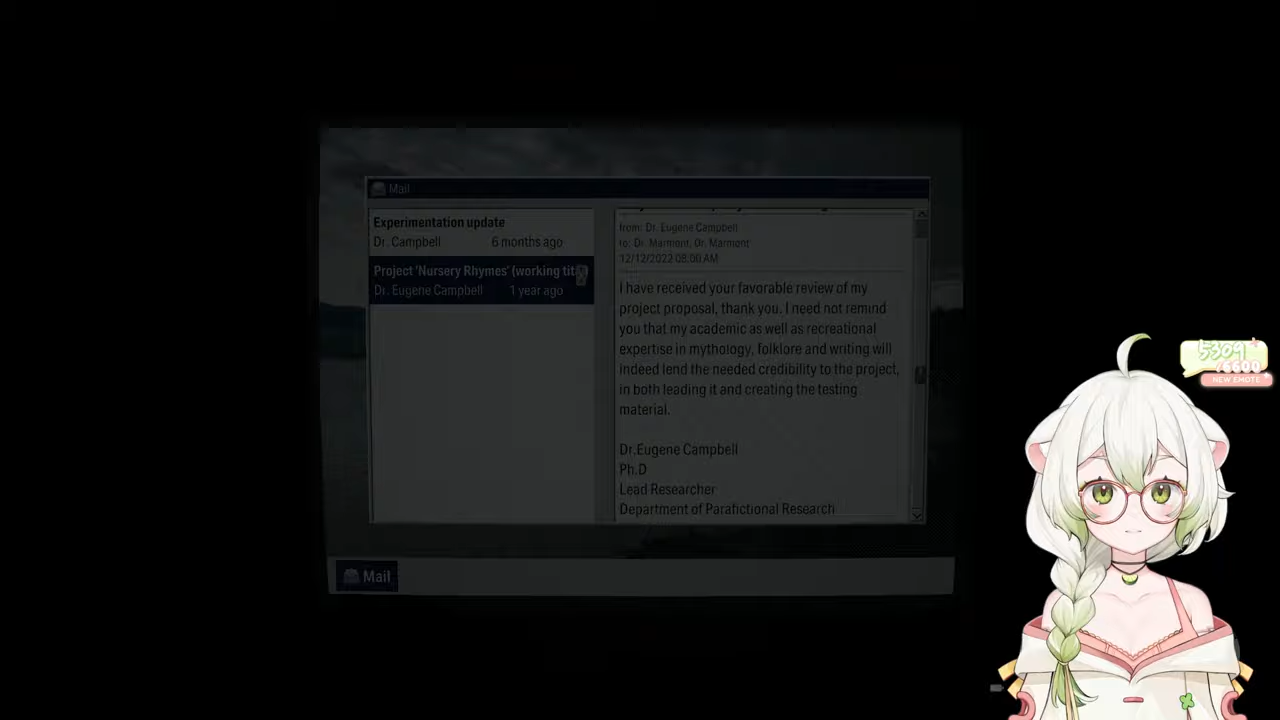 Mail
Experimentation update
Dr. Campbell 6 months ago
Project 'Nursery Rhymes' (working tit
Dr. Eugene Campbell 1 year ago
from: Dr. Eugene Campbell
to: Dr. Marmont, Dr. Marmont
12/12/2022 08:00 AM
I have received your favorable review of my
project proposal, thank you. I need not remind
you that my academic as well as recreational
expertise in mythology, folklore and writing will
indeed lend the needed credibility to the project,
in both leading it and creating the testing
material.
Dr.Eugene Campbell
Ph.D
Lead Researcher
Department of Parafictional Research
Mail
5309
/6600
NEW EMOTE